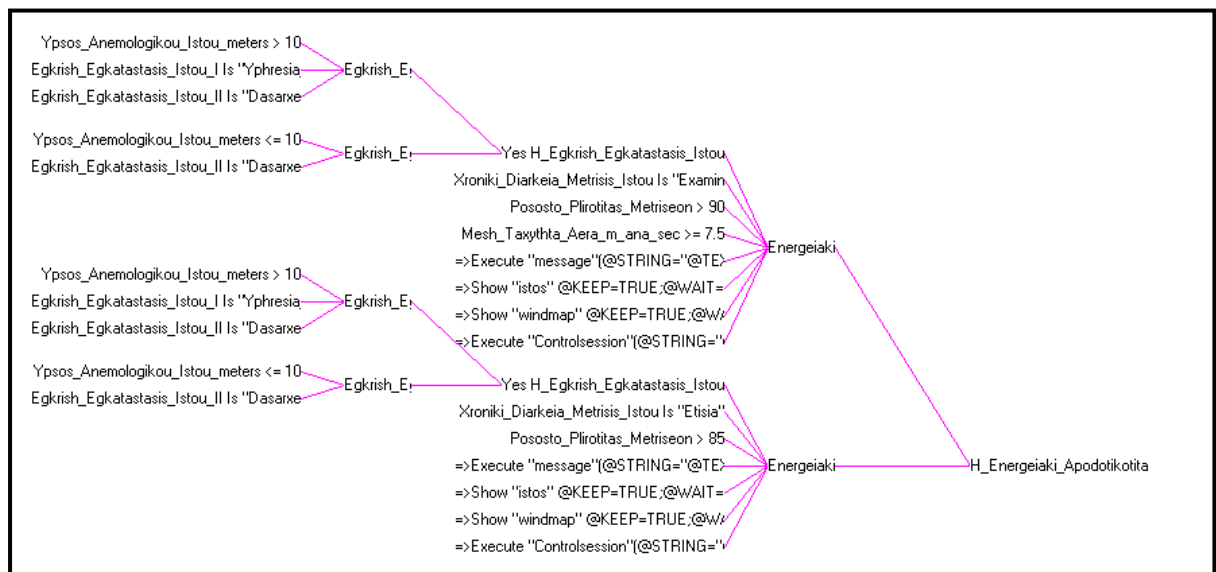 Ypsos_Anemologikou_Istou_meters > 10
Egkrish_Egkatastasis_Istou_I Is "Yphresia
Egkrish_E
Egkrish_Egkatastasis_Istou_II Is "Dasarxe
Ypsos_Anemologikou_Istou_meters <= 10
Egkrish_E
Egkrish_Egkatastasis_Istou_II Is "Dasarxe
Yes H_Egkrish_Egkatastasis_Istou
Xroniki_Diarkeia_Metrisis_Istou Is "Examin
Pososto_Plirotitas_Metriseon > 90
Mesh_Taxythta_Aera_m_ana_sec >= 7.5
Energeiaki
=>Execute "message"(@STRING="@TEX
=>Show "istos" @KEEP=TRUE;@WAIT=
=>Show "windmap" @KEEP=TRUE;@WA
=>Execute "Controlsession"(@STRING="
Ypsos_Anemologikou_Istou_meters > 10
Egkrish_Egkatastasis_Istou_I Is "Yphresia
Egkrish_E
Egkrish_Egkatastasis_Istou_II Is "Dasarxe
Ypsos_Anemologikou_Istou_meters <= 10
Egkrish_E
Egkrish_Egkatastasis_Istou_II Is "Dasarxe
Yes H_Egkrish_Egkatastasis_Istou
Xroniki_Diarkeia_Metrisis_Istou Is "Etisia"
Pososto_Plirotitas_Metriseon > 85
=>Execute "message"(@STRING="@TEX
Energeiaki
H_Energeiaki_Apodotikotita
=>Show "istos" @KEEP=TRUE;@WAIT=
=>Show "windmap" @KEEP=TRUE;@WA
=>Execute "Controlsession"(@STRING="